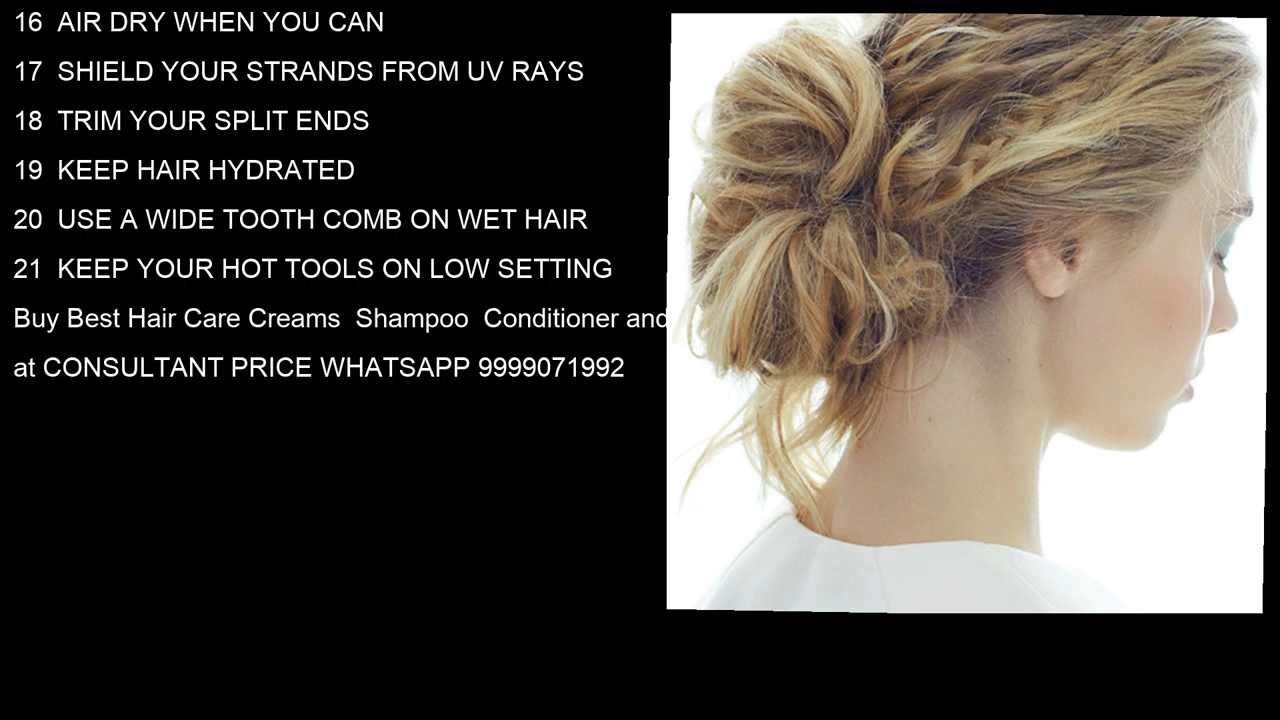 16 AIR DRY WHEN YOU CAN
17 SHIELD YOUR STRANDS FROM UV RAYS
18 TRIM YOUR SPLIT ENDS
19 KEEP HAIR HYDRATED
20 USE A WIDE TOOTH COMB ON WET HAIR
21 KEEP YOUR HOT TOOLS ON LOW SETTING
Buy Best Hair Care Creams Shampoo Conditioner and
at CONSULTANT PRICE WHATSAPP 9999071992